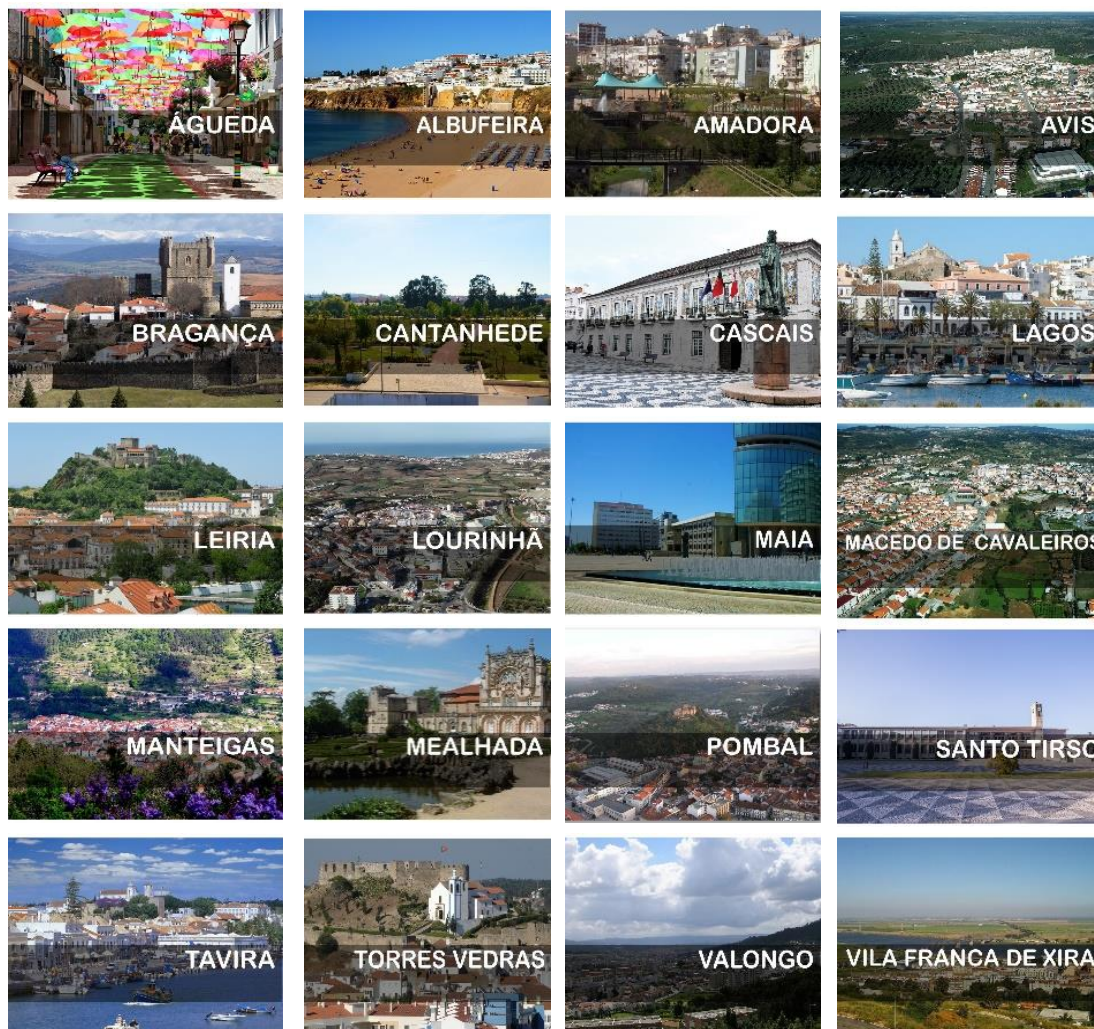 ÁGUEDA
ALBUFEIRA
AMADORA
AVIS
BRAGANÇA
CANTANHEDE
CASCAIS
LAGOS
LEIRIA
LOURINHÃ
MAIA
MACEDO DE CAVALEIROS
MANTEIGAS
MEALHADA
POMBAL
SANTO TIRSO
TAVIRA
TORRES VEDRAS
VALONGO
VILA FRANCA DE XIRA